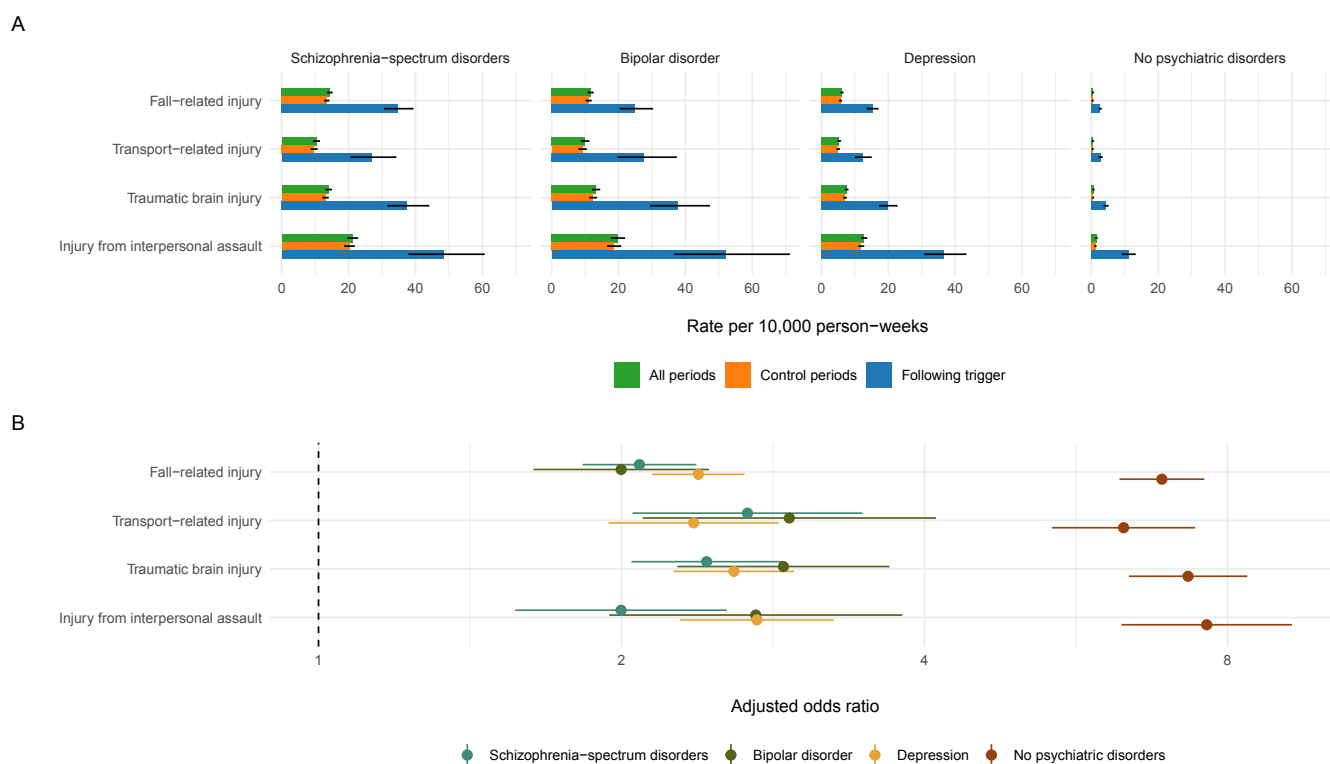 A
Schizophrenia−spectrum disorders Bipolar disorder Depression No psychiatric disorders
Fall−related injury
Transport−related injury
Traumatic brain injury
Injury from interpersonal assault
0 20 40 60 0 20 40 60 0 20 40 60 0 20 40 60
Rate per 10,000 person−weeks
All periods Control periods Following trigger
B
Fall−related injury
Transport−related injury
Traumatic brain injury
Injury from interpersonal assault
1 2 4 8
Adjusted odds ratio
Schizophrenia−spectrum disorders Bipolar disorder Depression No psychiatric disorders